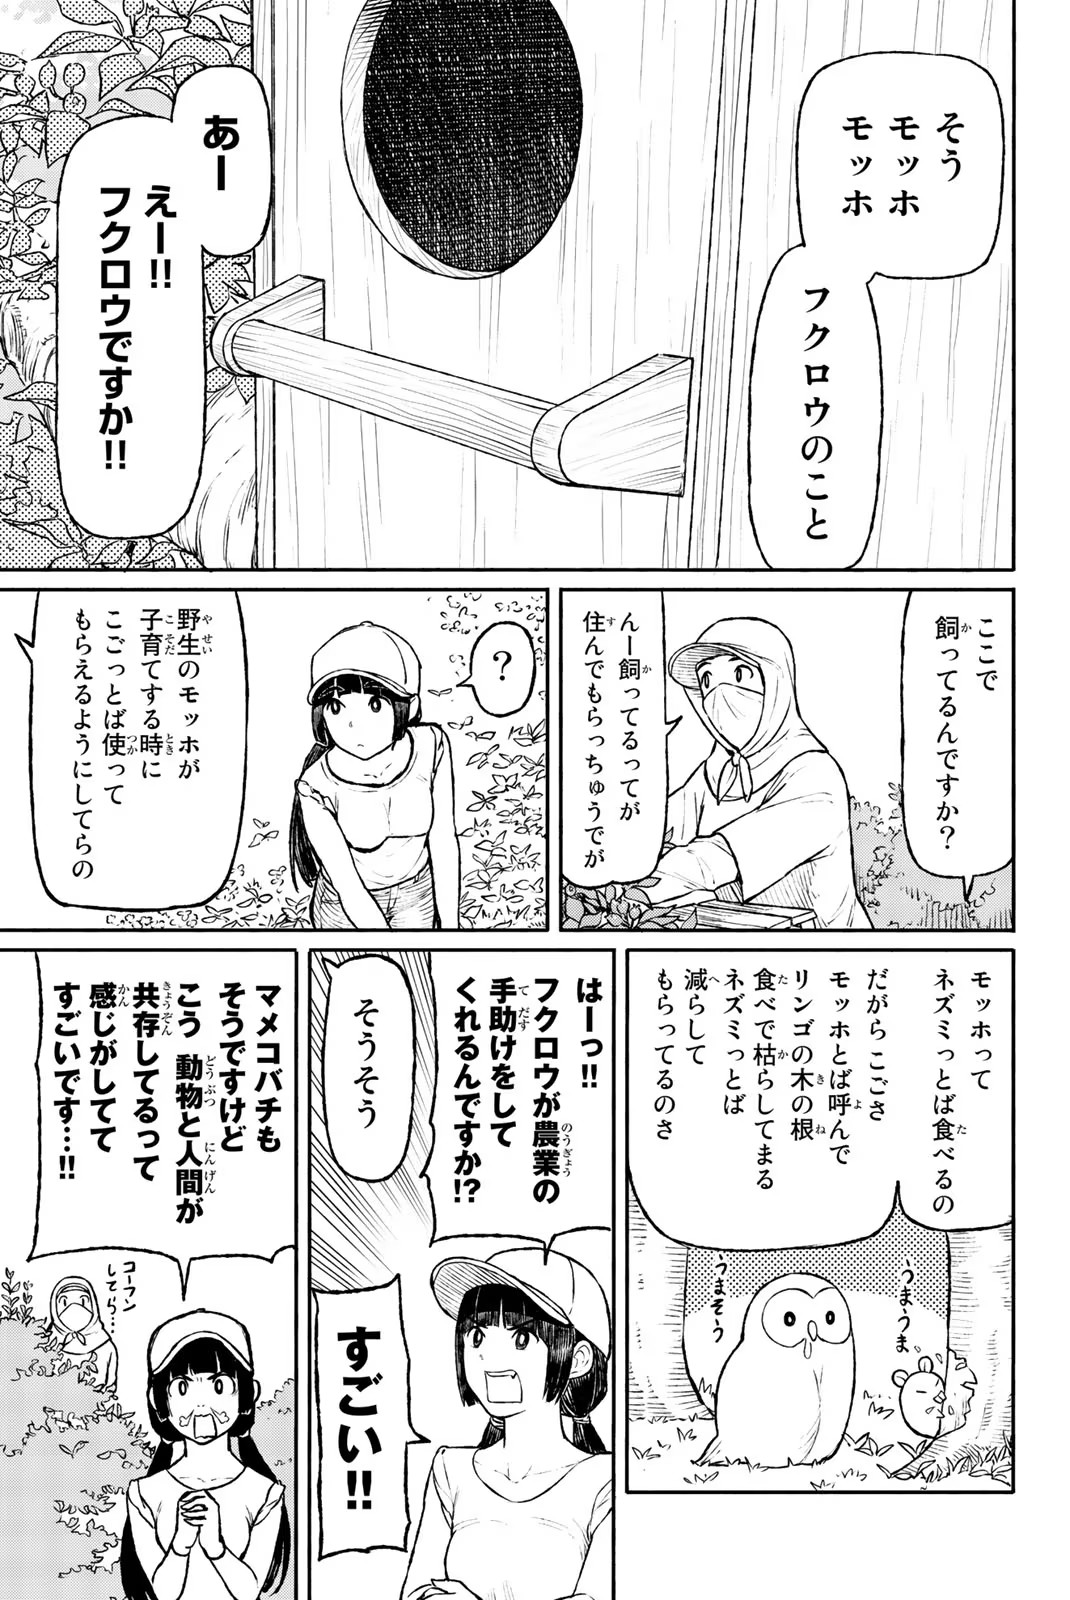 そう
モッホ
モッホ
フクロウのこと
あー
えー!!
フクロウですか!!
ここで
飼ってるんですか？
んー飼ってるってが
住んでもらっちゅうでが
？
野生のモッホが
子育てする時に
こごっとば使って
もらえるようにしてらの
モッホって
ネズミっとば食べるの
だがら こごさ
モッホとば呼んで
リンゴの木の根
食べで枯らしてまる
ネズミっとば
減らして
もらってるのさ
うまうま
うまそう
はーっ!!
フクロウが農業の
手助けをして
くれるんですか!?
そうそう
すごい!!
マメコバチも
そうですけど
こう 動物と人間が
共存してるって
感じがしてて
すごいです…!!
コーフン
してら…